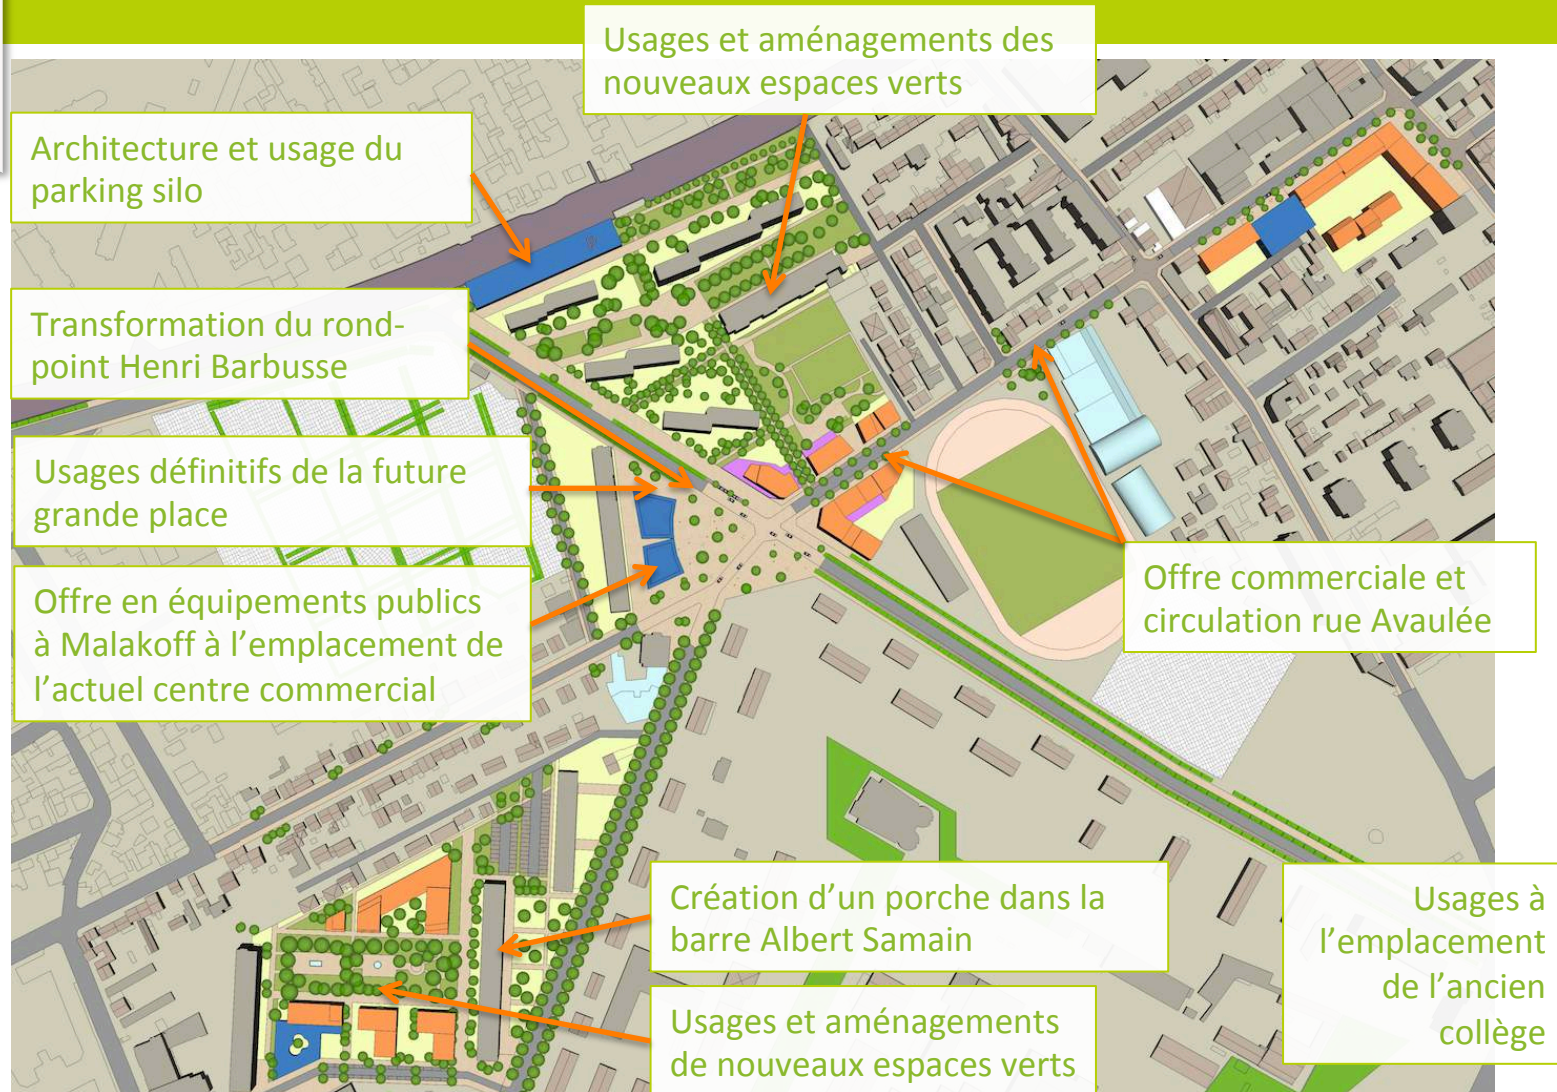 Usages et aménagements des
nouveaux espaces verts
Architecture et usage du
parking silo
Transformation du rond-
point Henri Barbusse
Usages définitifs de la future
grande place
Offre en équipements publics
à Malakoff à l’emplacement de
l’actuel centre commercial
Offre commerciale et
circulation rue Avaulée
Création d’un porche dans la
barre Albert Samain
Usages et aménagements
de nouveaux espaces verts
Usages à
l’emplacement
de l’ancien
collège